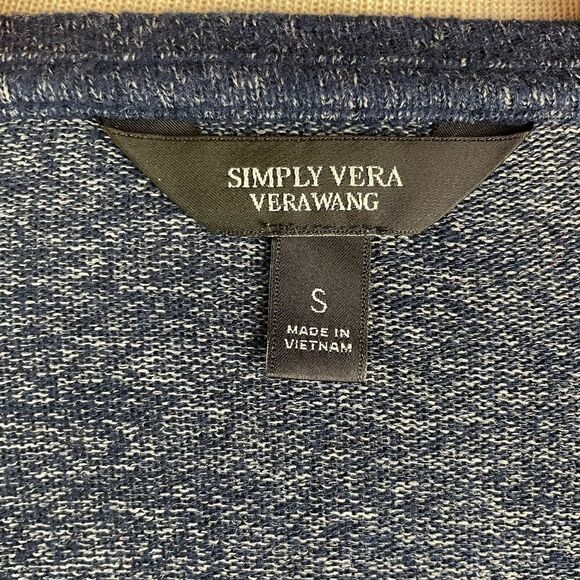 SIMPLY VERA
VERAWANG
S
MADE IN
VIETNAM